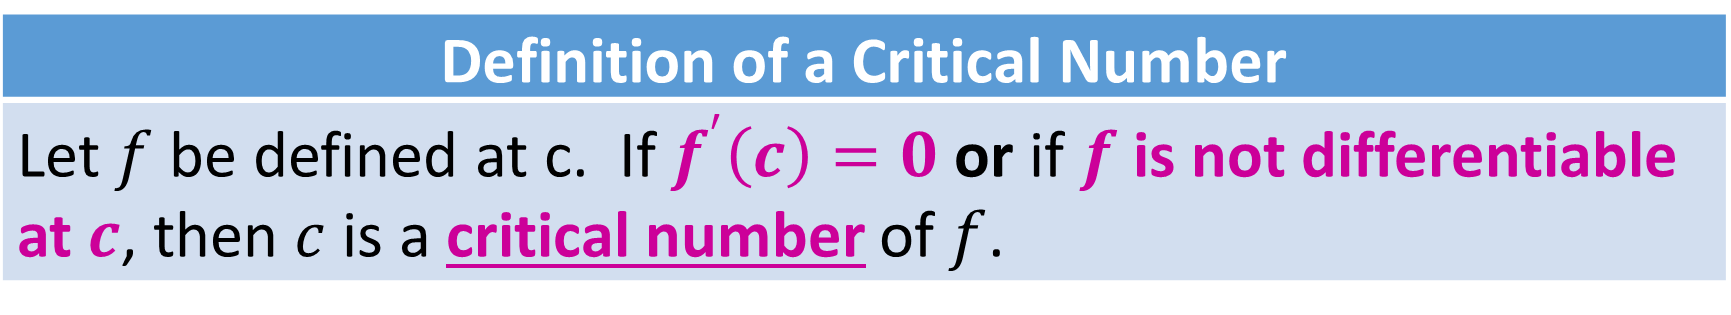 Definition of a Critical Number
Let f be defined at c. If f′(c) = 0 or if f is not differentiable
at c, then c is a critical number of f.